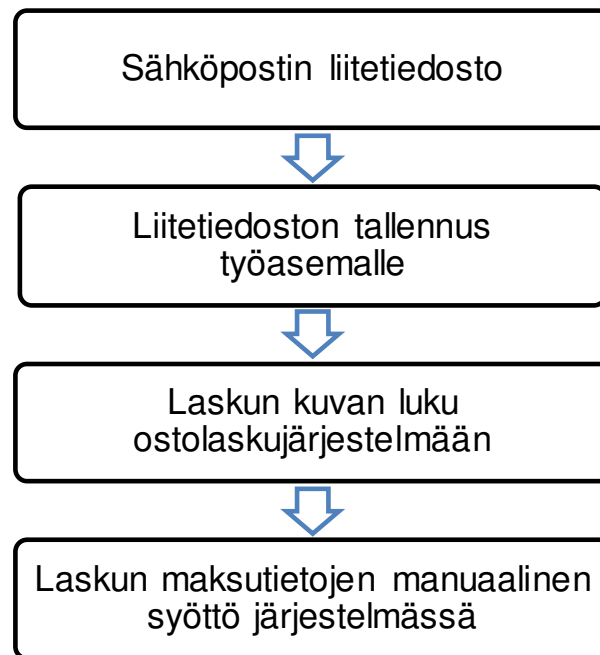 Sähköpostin liitetiedosto
Liitetiedoston tallennus
työasemalle
Laskun kuvan luku
ostolaskujärjestelmään
Laskun maksutietojen manuaalinen
syöttö järjestelmässä